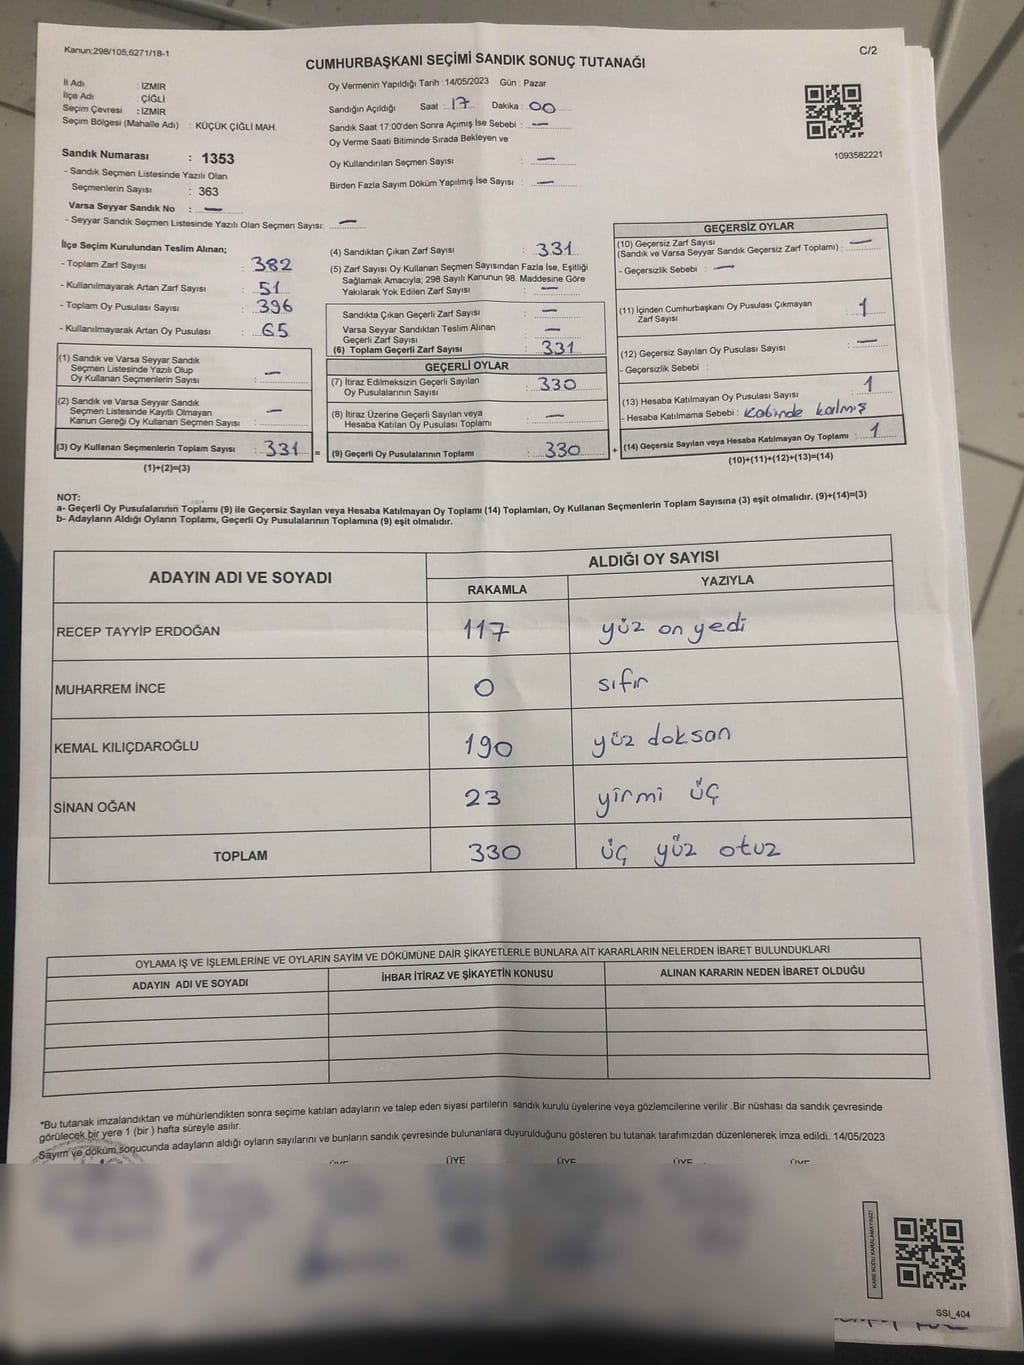 Kanun;298/105;6271/18-1
C/2
CUMHURBAŞKANI SEÇİMİ SANDIK SONUÇ TUTANAĞI
İl Adı : İZMİR
İlçe Adı : ÇİĞLİ
Seçim Çevresi : İZMİR
Seçim Bölgesi (Mahalle Adı) : KÜÇÜK ÇİĞLİ MAH.
Sandık Numarası : 1353
- Sandık Seçmen Listesinde Yazılı Olan
Seçmenlerin Sayısı : 363
Varsa Seyyar Sandık No : —
- Seyyar Sandık Seçmen Listesinde Yazılı Olan Seçmen Sayısı: —
Oy Vermenin Yapıldığı Tarih : 14/05/2023 Gün : Pazar
Sandığın Açıldığı Saat : 17 Dakika : 00
Sandık Saat 17:00'den Sonra Açımış İse Sebebi : —
Oy Verme Saati Bitiminde Sırada Bekleyen ve
Oy Kullandırılan Seçmen Sayısı : —
Birden Fazla Sayım Döküm Yapılmış İse Sayısı : —
1093582221
İlçe Seçim Kurulundan Teslim Alınan;
- Toplam Zarf Sayısı : 382
- Kullanılmayarak Artan Zarf Sayısı : 51
- Toplam Oy Pusulası Sayısı : 396
- Kullanılmayarak Artan Oy Pusulası : 65
(1) Sandık ve Varsa Seyyar Sandık
Seçmen Listesinde Yazılı Olup
Oy Kullanan Seçmenlerin Sayısı : —
(2) Sandık ve Varsa Seyyar Sandık
Seçmen Listesinde Kayıtlı Olmayan
Kanun Gereği Oy Kullanan Seçmen Sayısı : —
(3) Oy Kullanan Seçmenlerin Toplam Sayısı : 331 =
(1)+(2)=(3)
(4) Sandıktan Çıkan Zarf Sayısı : 331
(5) Zarf Sayısı Oy Kullanan Seçmen Sayısından Fazla İse, Eşitliği
Sağlamak Amacıyla; 298 Sayılı Kanunun 98. Maddesine Göre
Yakılarak Yok Edilen Zarf Sayısı : —
Sandıkta Çıkan Geçerli Zarf Sayısı : —
Varsa Seyyar Sandıktan Teslim Alınan
Geçerli Zarf Sayısı : —
(6) Toplam Geçerli Zarf Sayısı : 331
GEÇERLİ OYLAR
(7) İtiraz Edilmeksizin Geçerli Sayılan
Oy Pusulalarının Sayısı : 330
(8) İtiraz Üzerine Geçerli Sayılan veya
Hesaba Katılan Oy Pusulası Toplamı : —
(9) Geçerli Oy Pusulalarının Toplamı : 330 +
GEÇERSİZ OYLAR
(10) Geçersiz Zarf Sayısı
(Sandık ve Varsa Seyyar Sandık Geçersiz Zarf Toplamı) : —
- Geçersizlik Sebebi : —
(11) İçinden Cumhurbaşkanı Oy Pusulası Çıkmayan
Zarf Sayısı : 1
(12) Geçersiz Sayılan Oy Pusulası Sayısı : —
- Geçersizlik Sebebi :
(13) Hesaba Katılmayan Oy Pusulası Sayısı : 1
- Hesaba Katılmama Sebebi : Kabinde kalmış
(14) Geçersiz Sayılan veya Hesaba Katılmayan Oy Toplamı : 1
(10)+(11)+(12)+(13)=(14)
NOT:
a- Geçerli Oy Pusulalarının Toplamı (9) ile Geçersiz Sayılan veya Hesaba Katılmayan Oy Toplamı (14) Toplamları, Oy Kullanan Seçmenlerin Toplam Sayısına (3) eşit olmalıdır. (9)+(14)=(3)
b- Adayların Aldığı Oyların Toplamı, Geçerli Oy Pusulalarının Toplamına (9) eşit olmalıdır.
ADAYIN ADI VE SOYADI
ALDIĞI OY SAYISI
RAKAMLA YAZIYLA
RECEP TAYYİP ERDOĞAN 117 yüz on yedi
MUHARREM İNCE 0 sıfır
KEMAL KILIÇDAROĞLU 190 yüz doksan
SİNAN OĞAN 23 yirmi üç
TOPLAM 330 üç yüz otuz
OYLAMA İŞ VE İŞLEMLERİNE VE OYLARIN SAYIM VE DÖKÜMÜNE DAİR ŞİKAYETLERLE BUNLARA AİT KARARLARIN NELERDEN İBARET BULUNDUKLARI
ADAYIN ADI VE SOYADI İHBAR İTİRAZ VE ŞİKAYETİN KONUSU ALINAN KARARIN NEDEN İBARET OLDUĞU
*Bu tutanak imzalandıktan ve mühürlendikten sonra seçime katılan adayların ve talep eden siyasi partilerin sandık kurulu üyelerine veya gözlemcilerine verilir .Bir nüshası da sandık çevresinde
görülecek bir yere 1 (bir ) hafta süreyle asılır.
Sayım ve döküm sonucunda adayların aldığı oyların sayılarını ve bunların sandık çevresinde bulunanlara duyurulduğunu gösteren bu tutanak tarafımızdan düzenlenerek imza edildi. 14/05/2023
ÜYE ÜYE ÜYE ÜYE ÜYE
KARE KODU KARALAMAYINIZ!
SSI_404